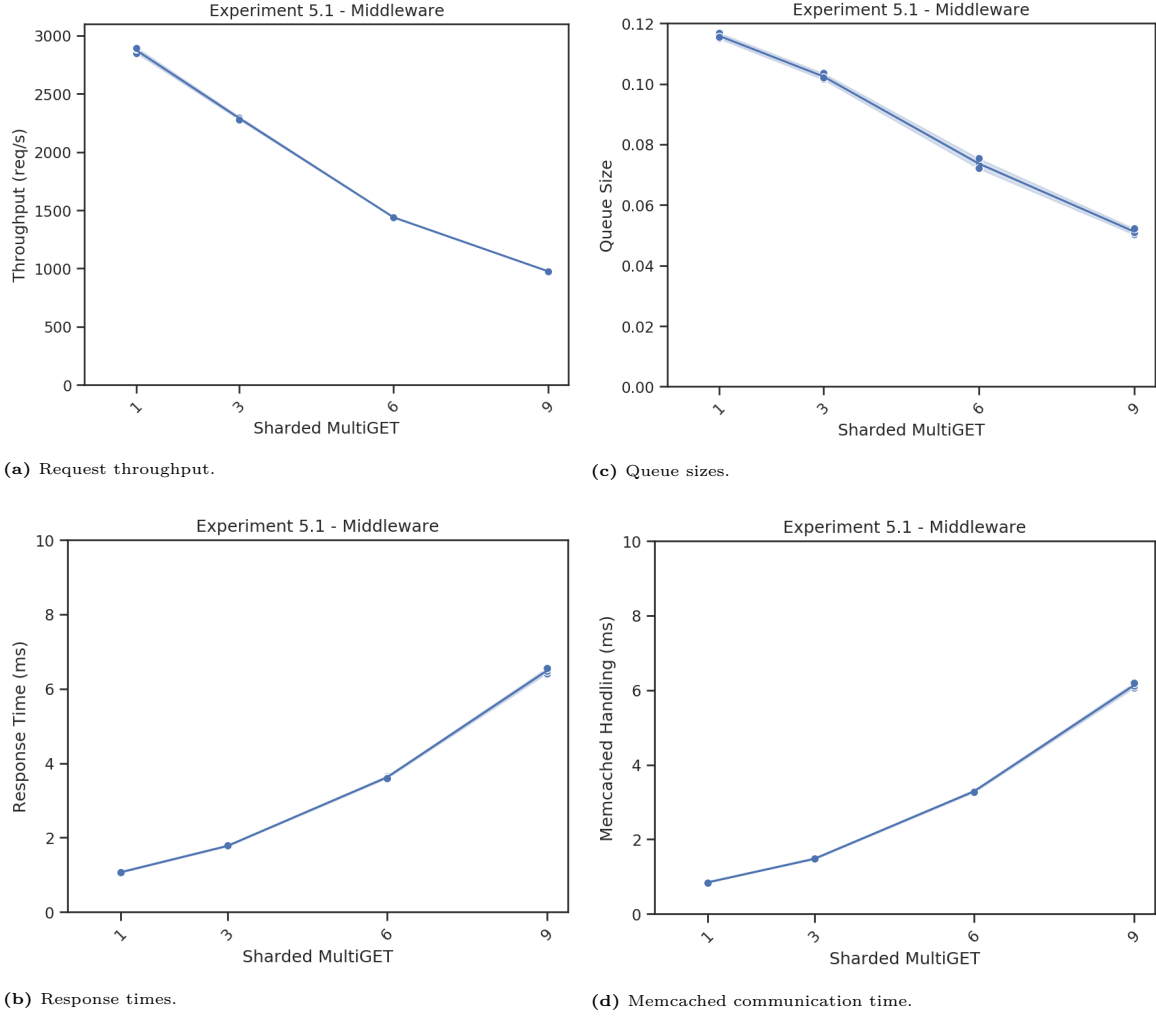 Experiment 5.1 - Middleware
3000
2500
2000
1500
1000
500
0
Throughput (req/s)
1
3
6
9
Sharded MultiGET
(a) Request throughput.
Experiment 5.1 - Middleware
0.12
0.10
0.08
0.06
0.04
0.02
0.00
Queue Size
1
3
6
9
Sharded MultiGET
(c) Queue sizes.
Experiment 5.1 - Middleware
10
8
6
4
2
0
Response Time (ms)
1
3
6
9
Sharded MultiGET
(b) Response times.
Experiment 5.1 - Middleware
10
8
6
4
2
0
Memcached Handling (ms)
1
3
6
9
Sharded MultiGET
(d) Memcached communication time.